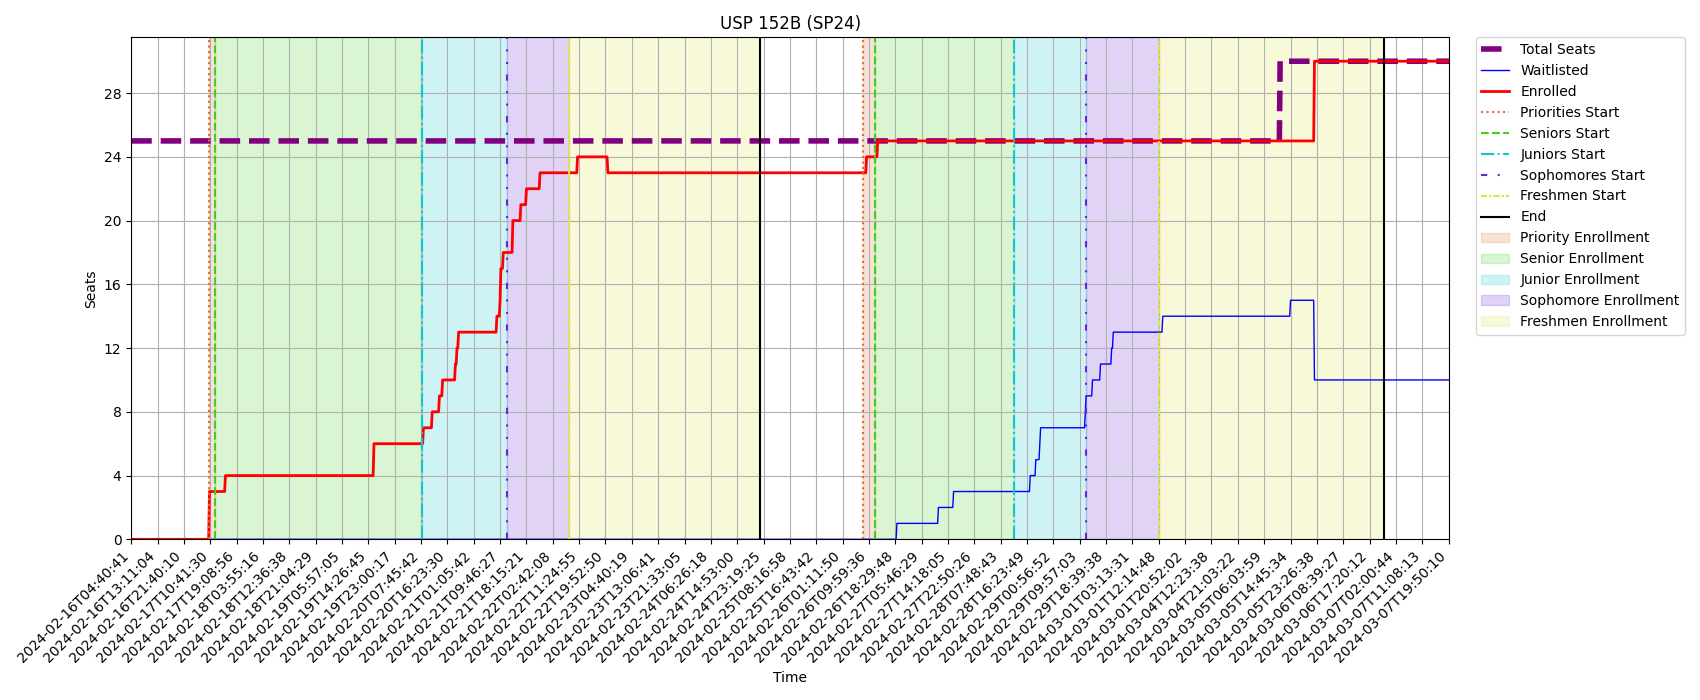 USP 152B (SP24)
Seats
28
24
20
16
12
8
4
0
2024-02-16T04:40:41
2024-02-16T13:11:04
2024-02-16T21:40:10
2024-02-17T10:41:30
2024-02-17T19:08:56
2024-02-18T03:55:16
2024-02-18T12:36:38
2024-02-18T21:04:29
2024-02-19T05:57:05
2024-02-19T14:26:45
2024-02-19T23:00:17
2024-02-20T07:45:42
2024-02-20T16:23:30
2024-02-21T01:05:42
2024-02-21T09:46:27
2024-02-21T18:15:21
2024-02-22T02:42:08
2024-02-22T11:24:55
2024-02-22T19:52:50
2024-02-23T04:40:19
2024-02-23T13:06:41
2024-02-23T21:33:05
2024-02-24T06:26:18
2024-02-24T14:53:00
2024-02-24T23:19:25
2024-02-25T08:16:58
2024-02-25T16:43:42
2024-02-26T01:11:50
2024-02-26T09:59:36
2024-02-26T18:29:48
2024-02-27T05:46:29
2024-02-27T14:18:05
2024-02-27T22:50:26
2024-02-28T07:48:43
2024-02-28T16:23:49
2024-02-29T00:56:52
2024-02-29T09:57:03
2024-02-29T18:39:38
2024-03-01T03:13:31
2024-03-01T12:14:48
2024-03-01T20:52:02
2024-03-04T12:23:38
2024-03-04T21:03:22
2024-03-05T06:03:59
2024-03-05T14:45:34
2024-03-05T23:26:38
2024-03-06T08:39:27
2024-03-06T17:20:12
2024-03-07T02:00:44
2024-03-07T11:08:13
2024-03-07T19:50:10
Time
Total Seats
Waitlisted
Enrolled
Priorities Start
Seniors Start
Juniors Start
Sophomores Start
Freshmen Start
End
Priority Enrollment
Senior Enrollment
Junior Enrollment
Sophomore Enrollment
Freshmen Enrollment